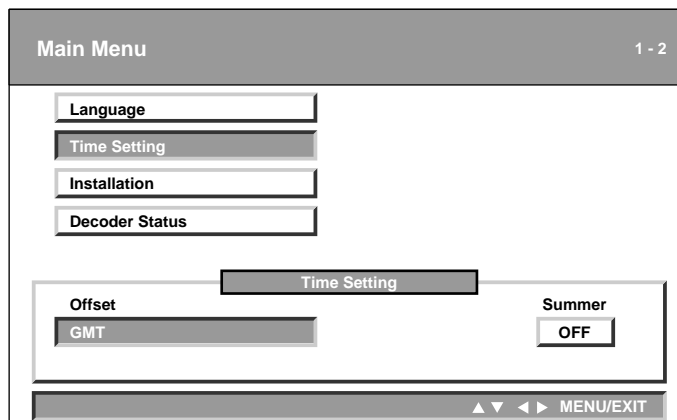 Main Menu 1 - 2
Language
Time Setting
Installation
Decoder Status
Time Setting
Offset Summer
GMT OFF
▲▼ ◀ ▶ MENU/EXIT